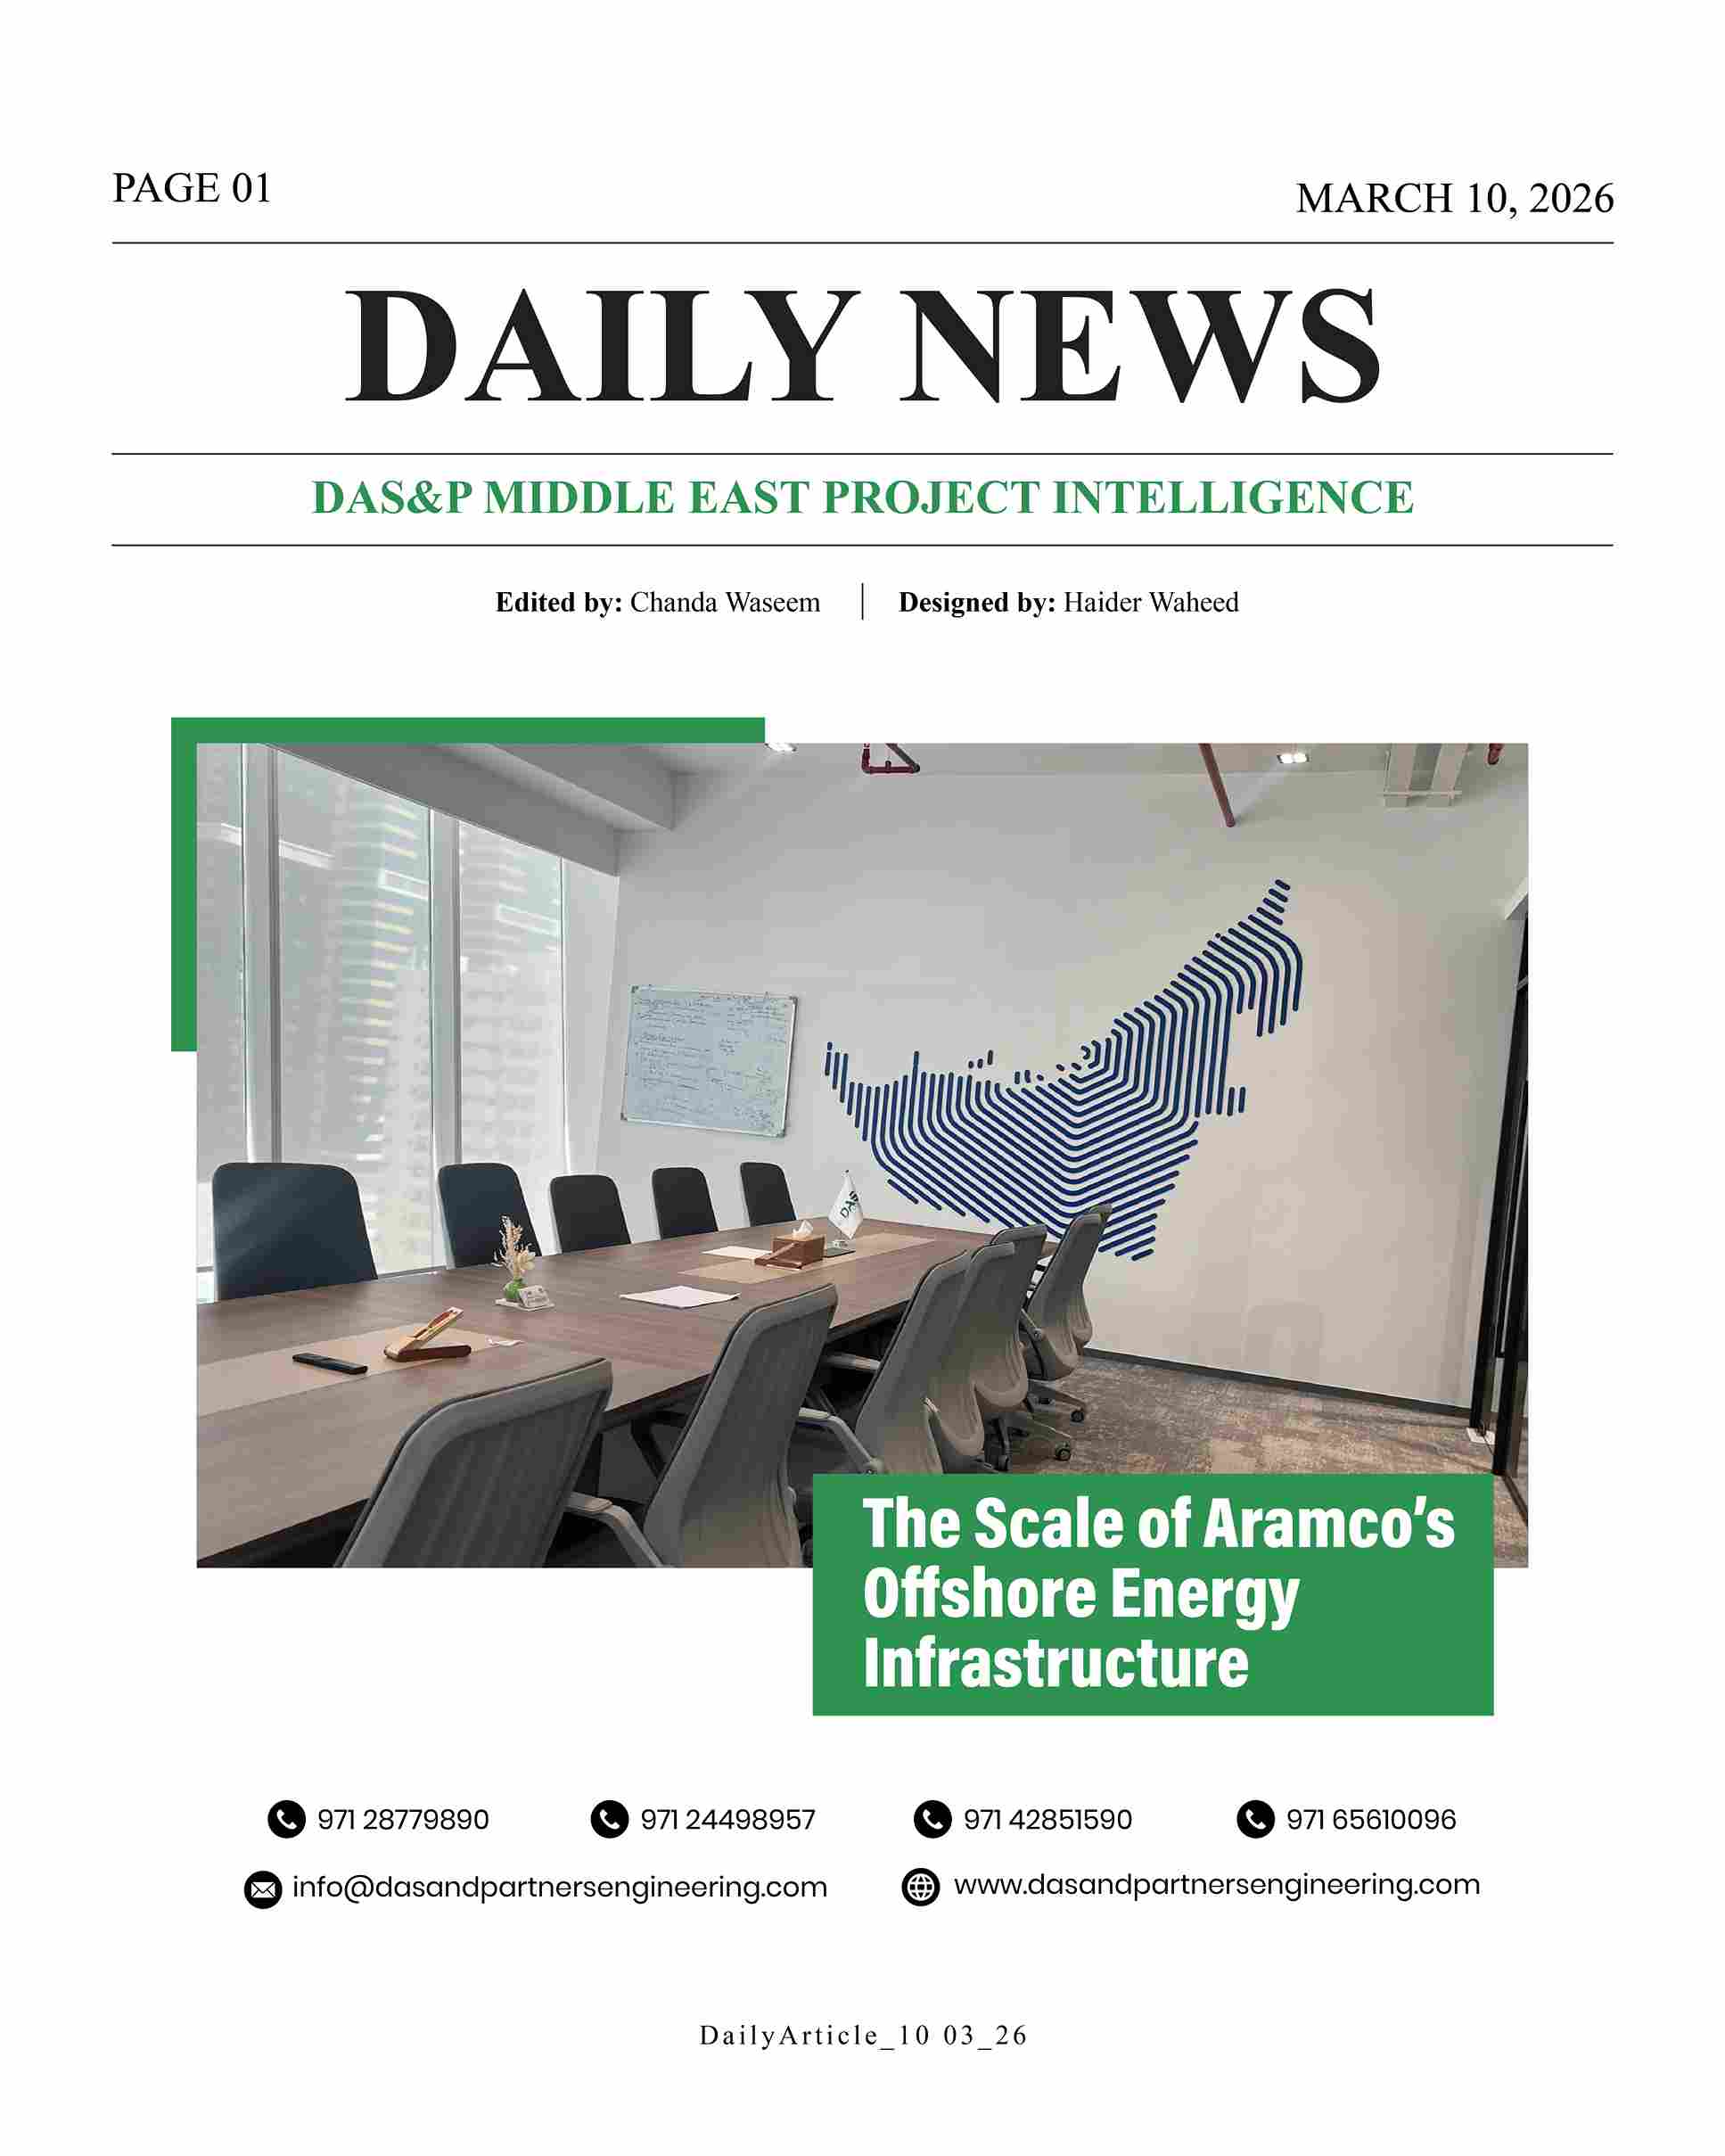 PAGE 01
MARCH 10, 2026
DAILY NEWS
DAS&P MIDDLE EAST PROJECT INTELLIGENCE
Edited by: Chanda Waseem
Designed by: Haider Waheed
The Scale of Aramco’s
Offshore Energy
Infrastructure
971 28779890
971 24498957
971 42851590
971 65610096
info@dasandpartnersengineering.com
www.dasandpartnersengineering.com
DailyArticle_10 03_26